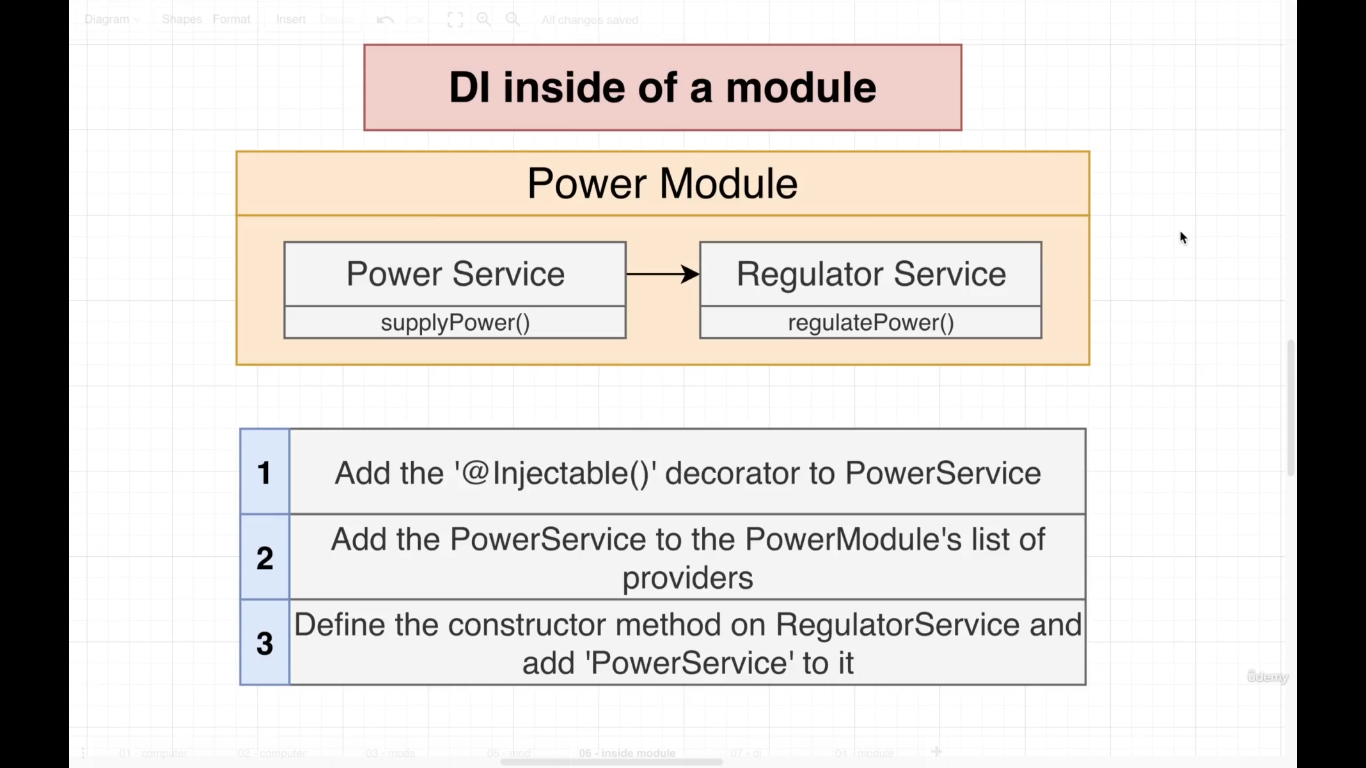 Diagram Shapes Format Insert All changes saved
DI inside of a module
Power Module
Power Service
supplyPower()
Regulator Service
regulatePower()
1 Add the '@Injectable()' decorator to PowerService
2 Add the PowerService to the PowerModule's list of
providers
3 Define the constructor method on RegulatorService and
add 'PowerService' to it
ûdemy
01 - computer 02 - computer 03 - mods 05 - mod 06 - inside module 07 - di 04 - module